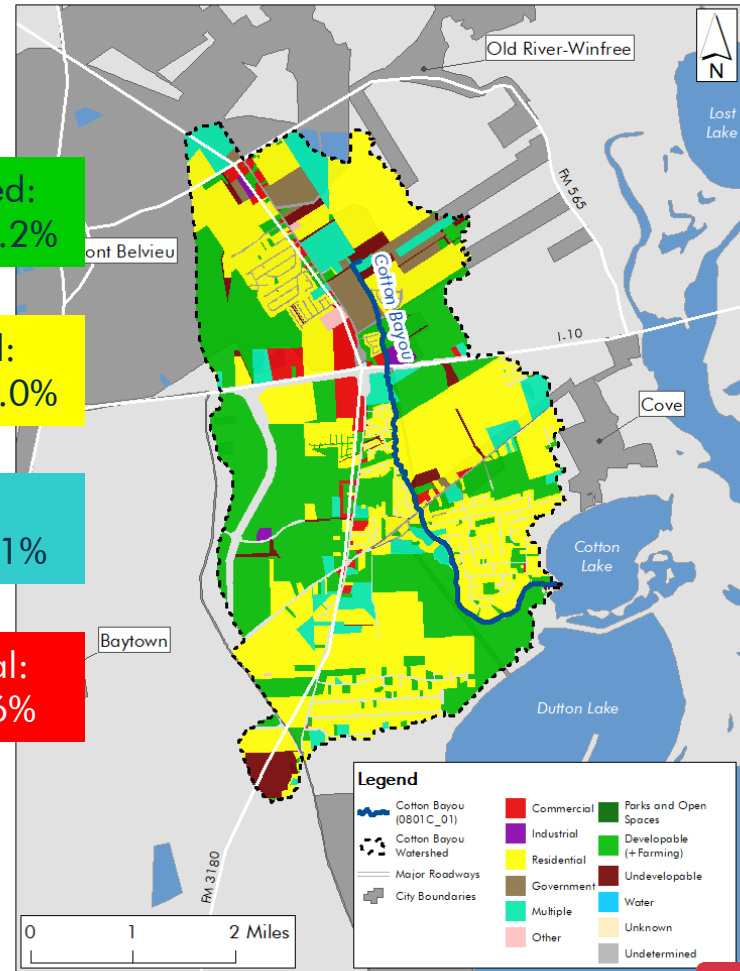 Old River-Winfree
N
Lost
Lake
ed:
.2%
FM 565
ont Belvieu
Cotton Bayou
I-10
l:
.0%
Cove
1%
Cotton
Lake
Baytown
al:
6%
Dutton Lake
FM 3180
Legend
Cotton Bayou
(0801C_01)
Cotton Bayou
Watershed
Major Roadways
City Boundaries
Commercial
Industrial
Residential
Government
Multiple
Other
Parks and Open
Spaces
Developable
(+Farming)
Undevelopable
Water
Unknown
Undetermined
0 1 2 Miles